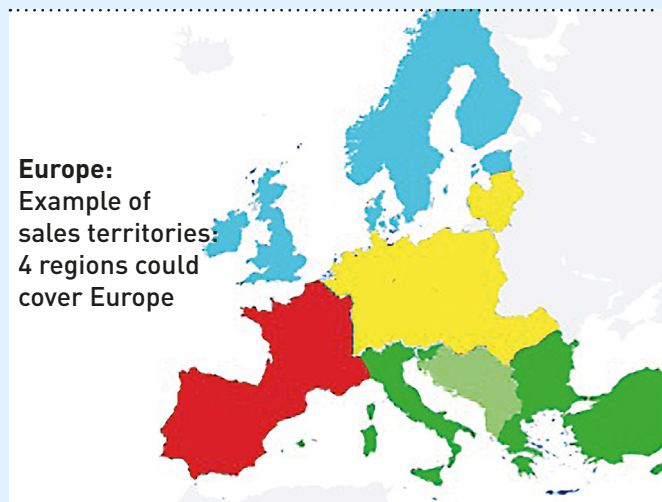 Europe:
Example of
sales territories:
4 regions could
cover Europe